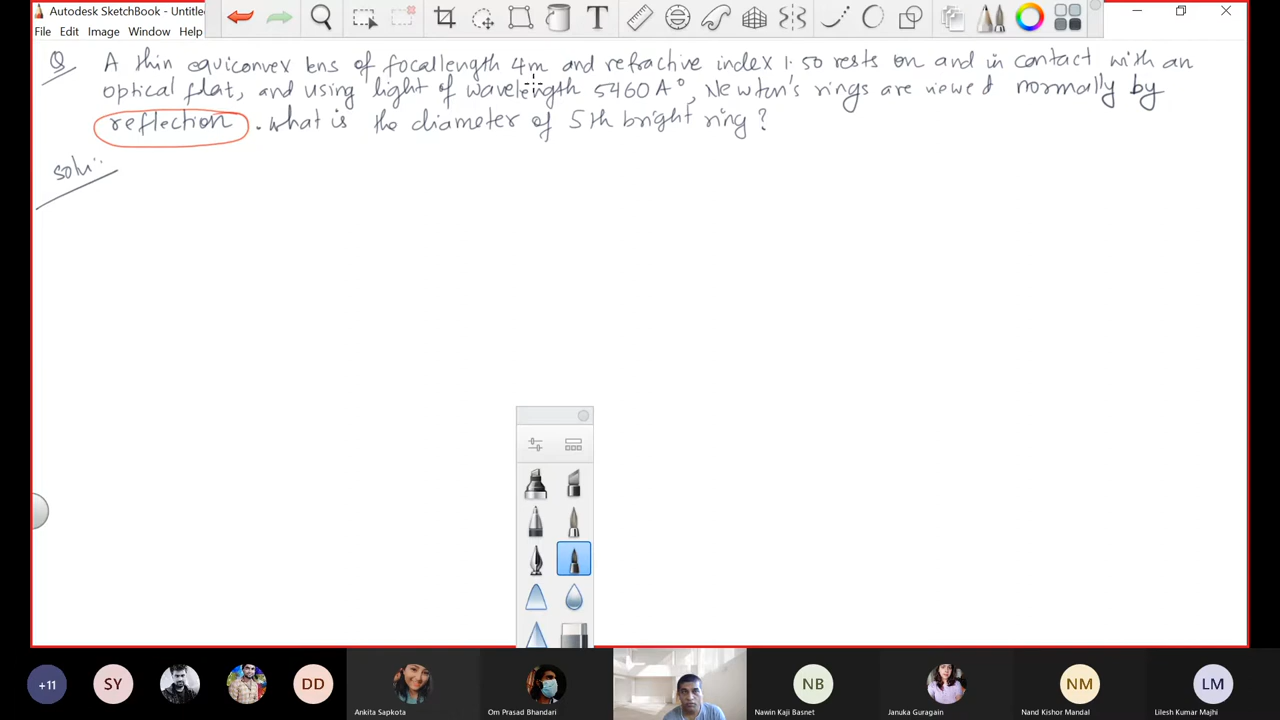 Autodesk SketchBook - Untitle
File Edit Image Window Help
Q A thin equiconvex lens of focal length 4m and refractive index 1.50 rests on and in contact with an
optical flat, and using light of wavelength 5460 A°, Newton's rings are viewed normally by
reflection. what is the diameter of 5th bright ring?
soln:
+11
SY
DD
Ankita Sapkota
Om Prasad Bhandari
NB
Nawin Kaji Basnet
Januka Guragain
NM
Nand Kishor Mandal
LM
Lilesh Kumar Majhi